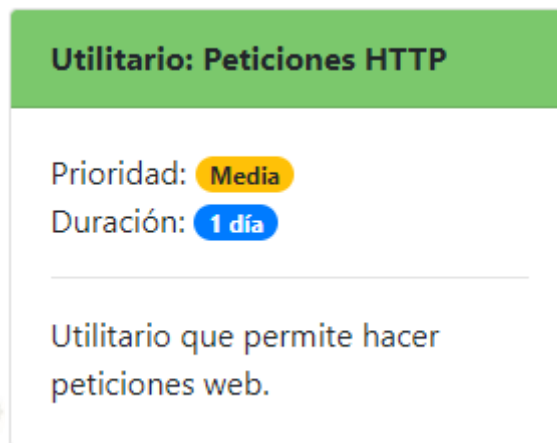 Utilitario: Peticiones HTTP
Prioridad: Media
Duración: 1 día
Utilitario que permite hacer
peticiones web.